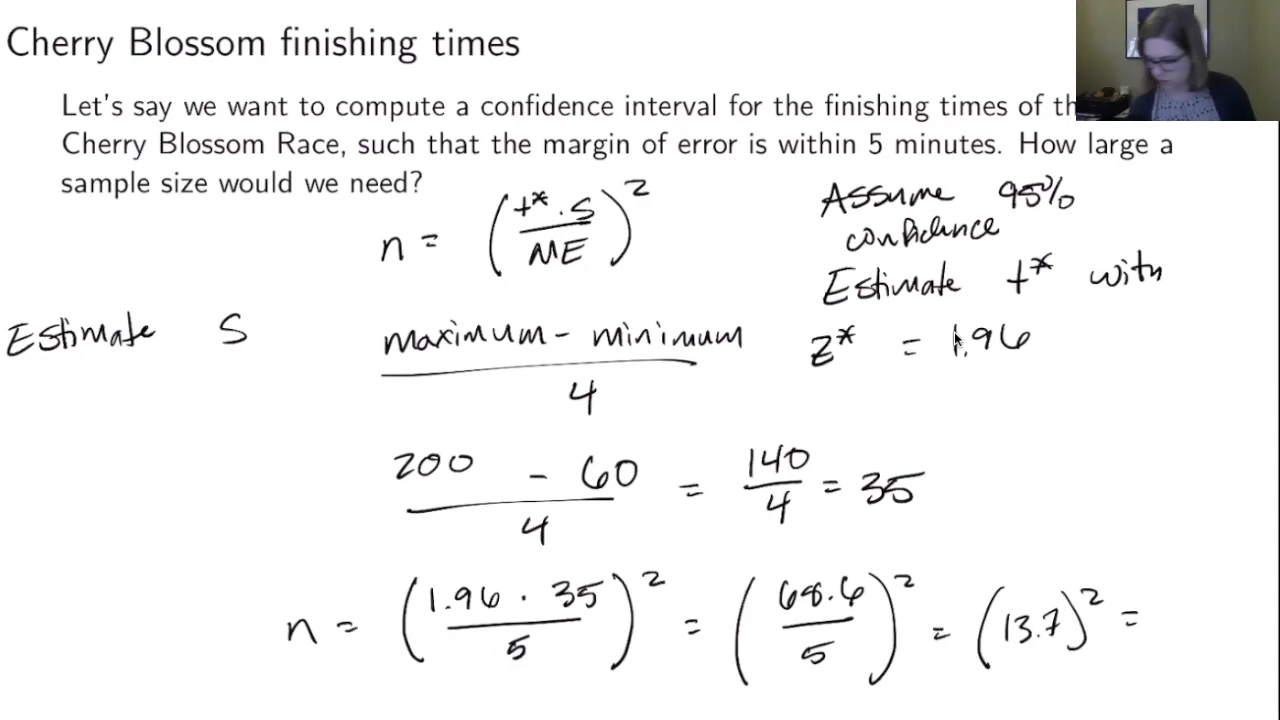 Cherry Blossom finishing times
Let's say we want to compute a confidence interval for the finishing times of
Cherry Blossom Race, such that the margin of error is within 5 minutes. How large a
sample size would we need?
n = (t* · S / ME)^2
Assume 95%
confidence
Estimate t* with
z* = 1.96
Estimate S
maximum - minimum
4
200 - 60 / 4 = 140 / 4 = 35
n = (1.96 · 35 / 5)^2 = (68.6 / 5)^2 = (13.7)^2 =